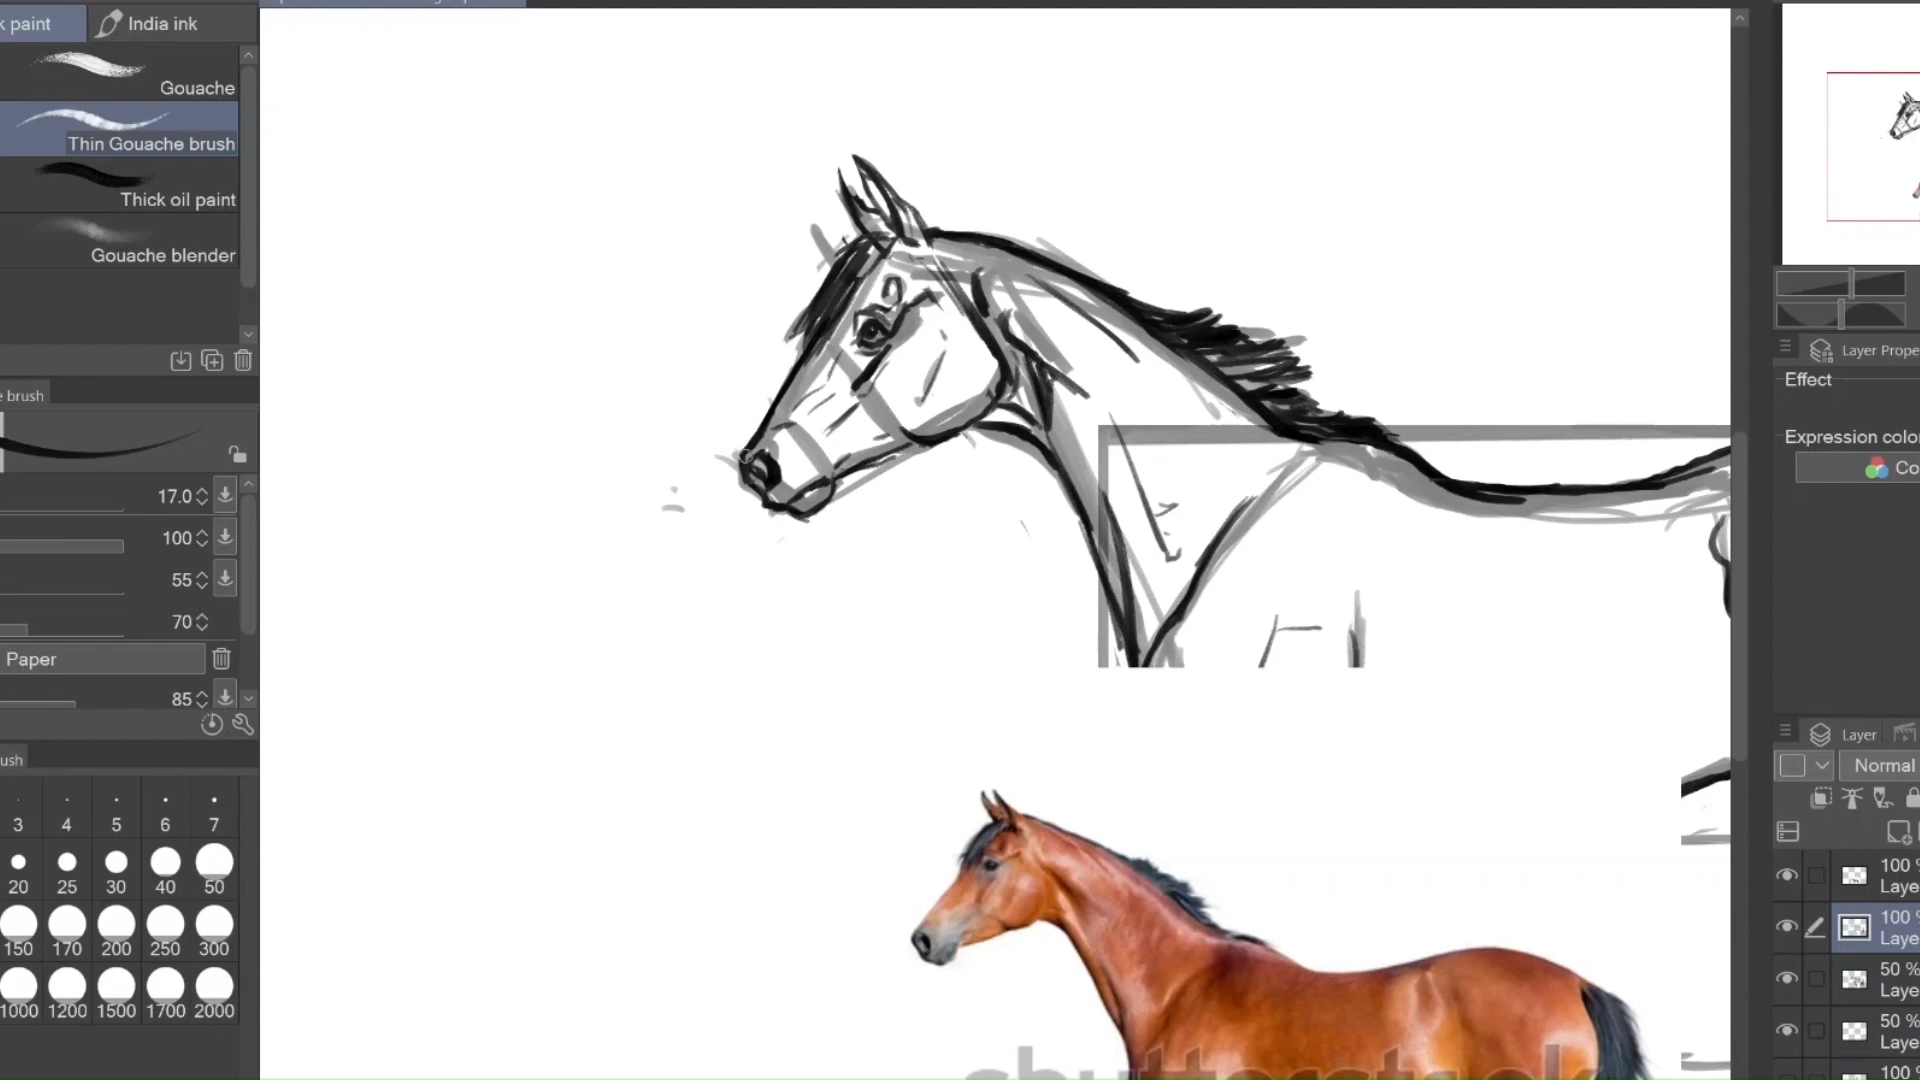 k paint
India ink
Gouache
Thin Gouache brush
Thick oil paint
Gouache blender
e brush
17.0
100
55
70
Paper
85
ush
3 4 5 6 7
20 25 30 40 50
150 170 200 250 300
1000 1200 1500 1700 2000
shutterstock
Layer Prope
Effect
Expression color
Co
Layer
Normal
100 %
Laye
100 %
Laye
50 %
Laye
50 %
Laye
100 %